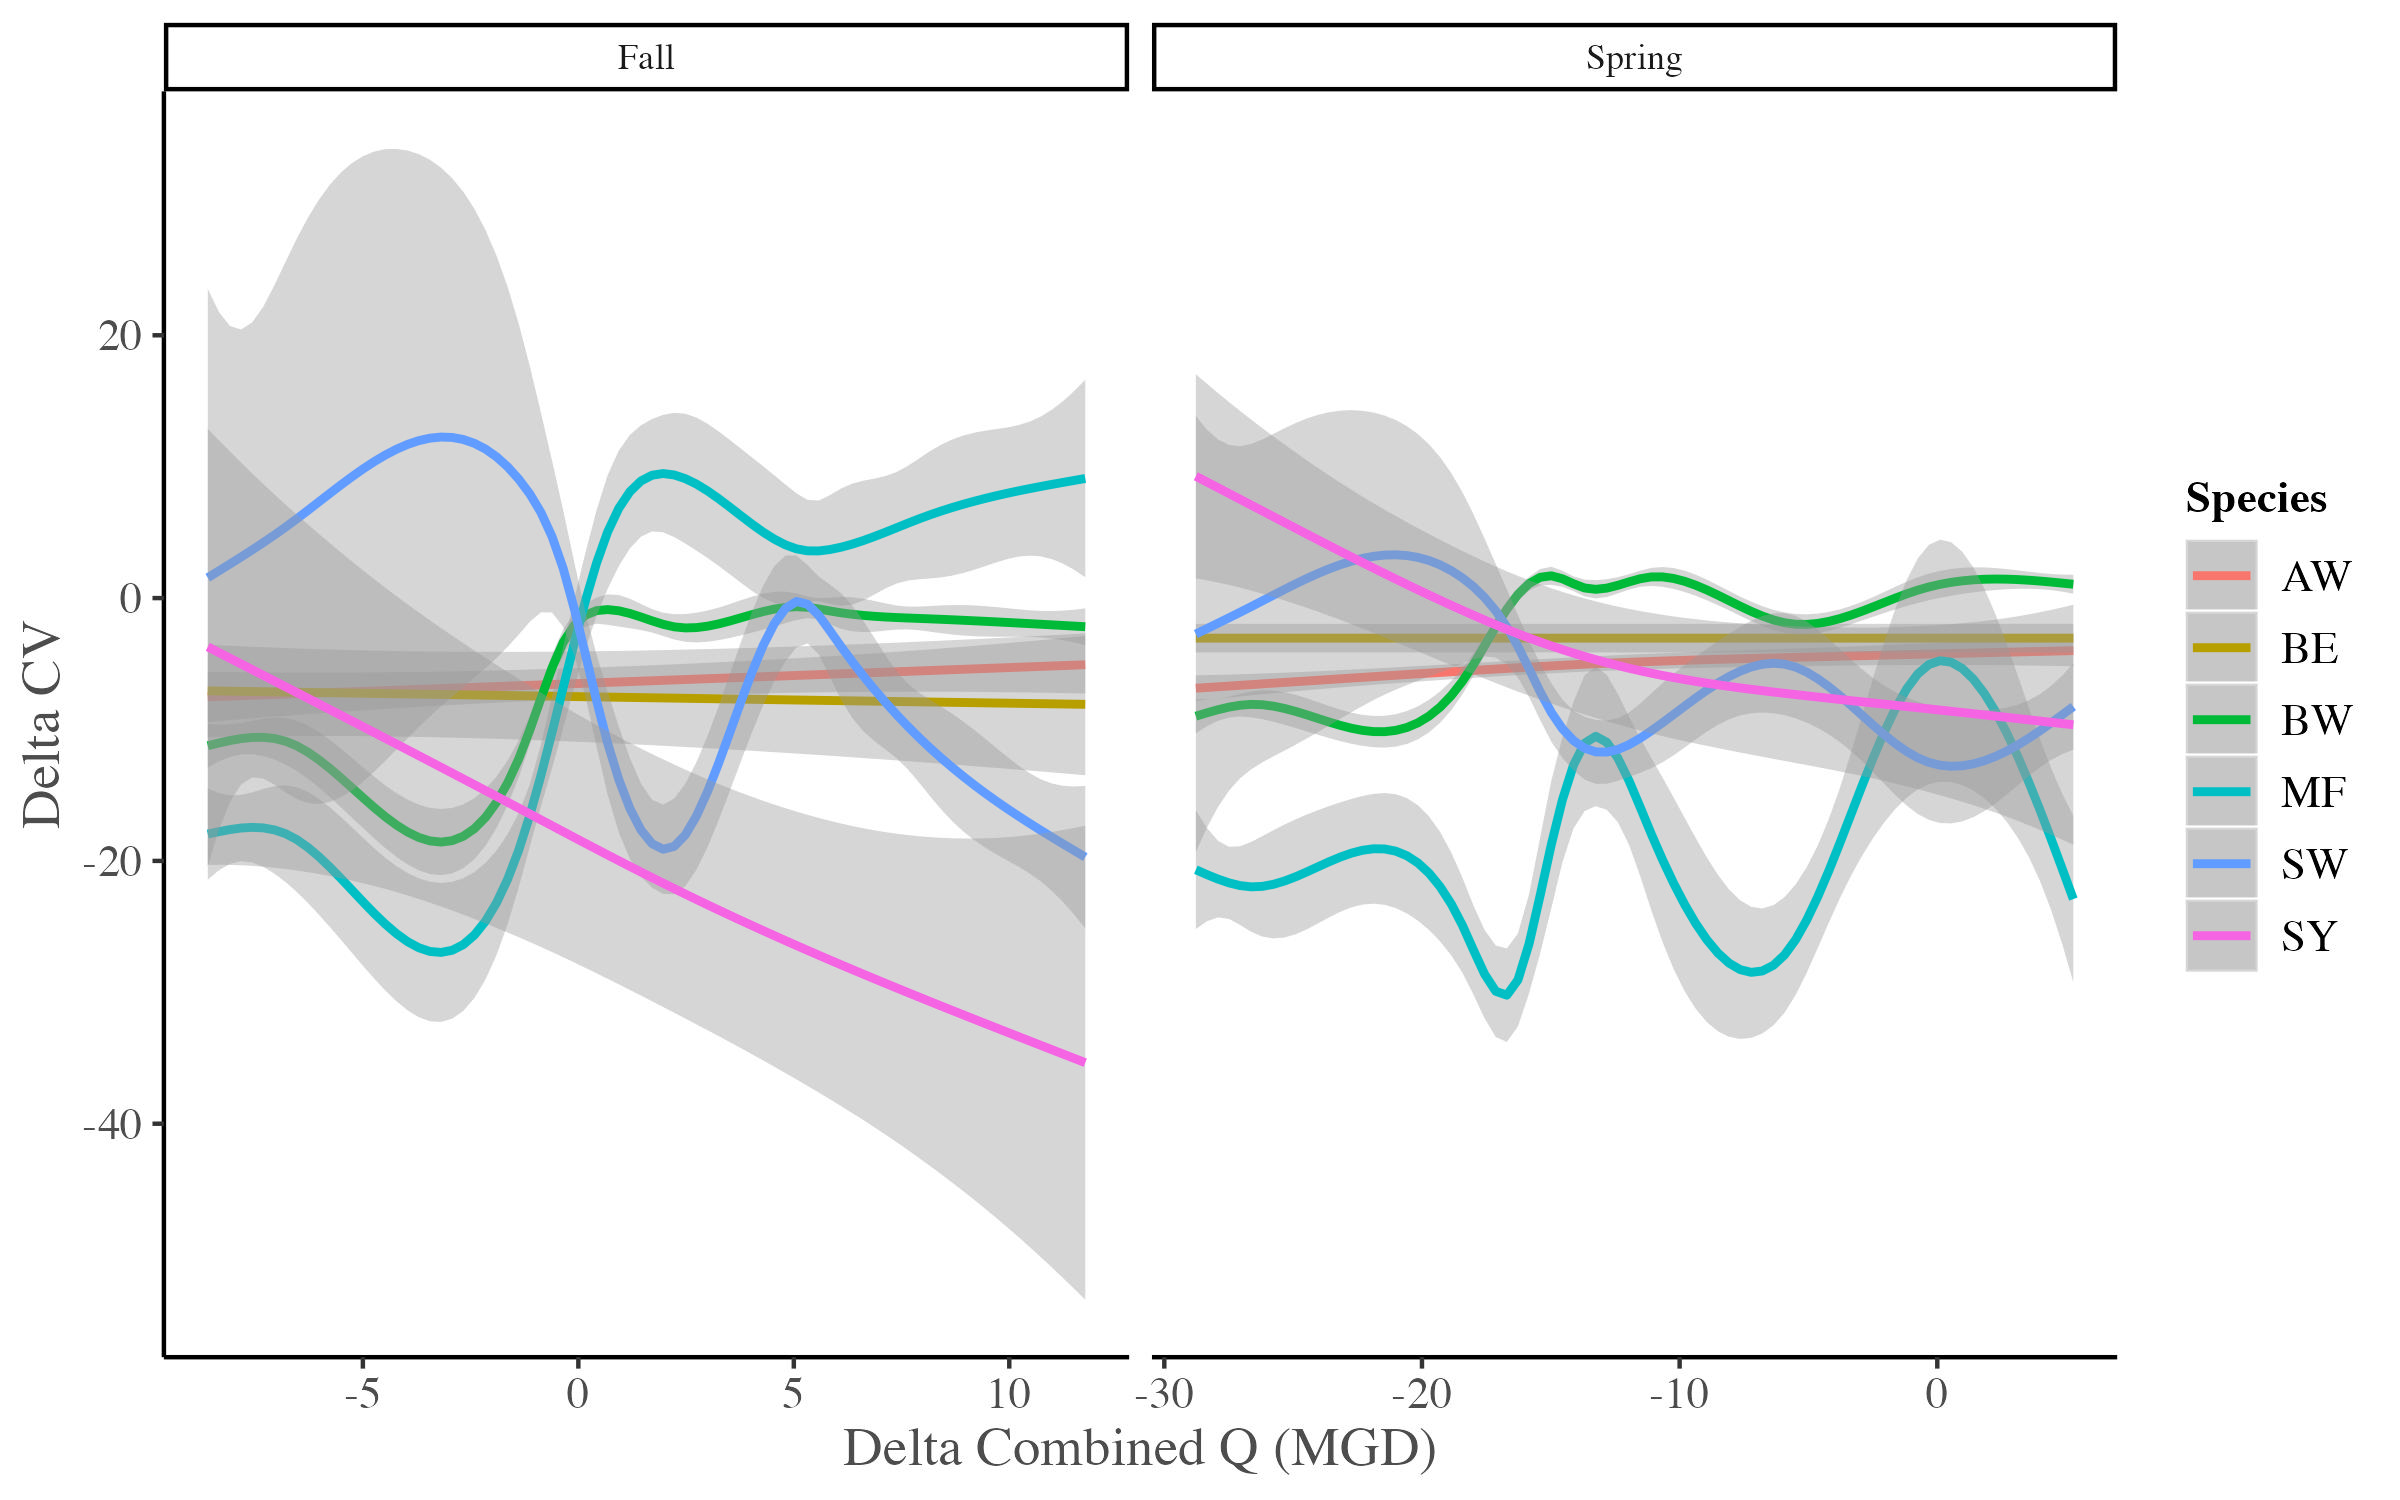 Fall
Spring
Delta CV
20
0
-20
-40
-5
0
5
10
-30
-20
-10
0
Delta Combined Q (MGD)
Species
AW
BE
BW
MF
SW
SY